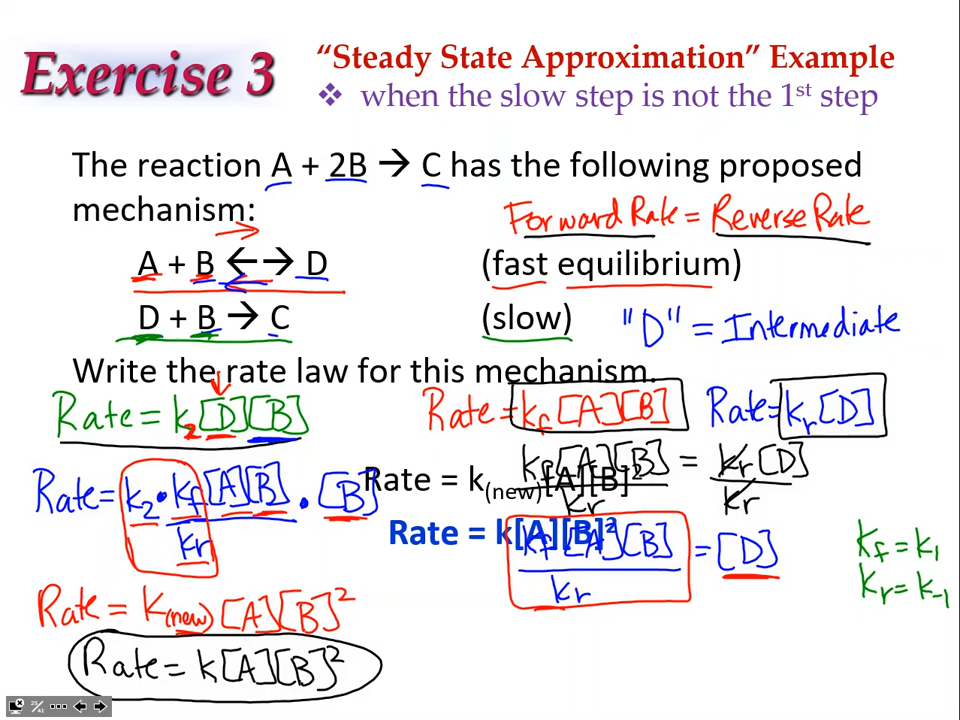 Exercise 3
“Steady State Approximation” Example
❖ when the slow step is not the 1st step
The reaction A + 2B → C has the following proposed
mechanism:
Forward Rate = Reverse Rate
A + B ←→ D (fast equilibrium)
D + B → C (slow)
"D" = Intermediate
Write the rate law for this mechanism.
Rate = k2[D][B]
Rate = kf[A][B]
Rate = kr[D]
kf[A][B] = kr[D]
kr kr
Rate = k2 · kf[A][B] · [B]
kr
Rate = k(new)[A][B]²
Rate = k[A][B]²
kf[A][B] = [D]
kr
kf = k1
kr = k-1
Rate = k(new)[A][B]²
Rate = k[A][B]²
25/41